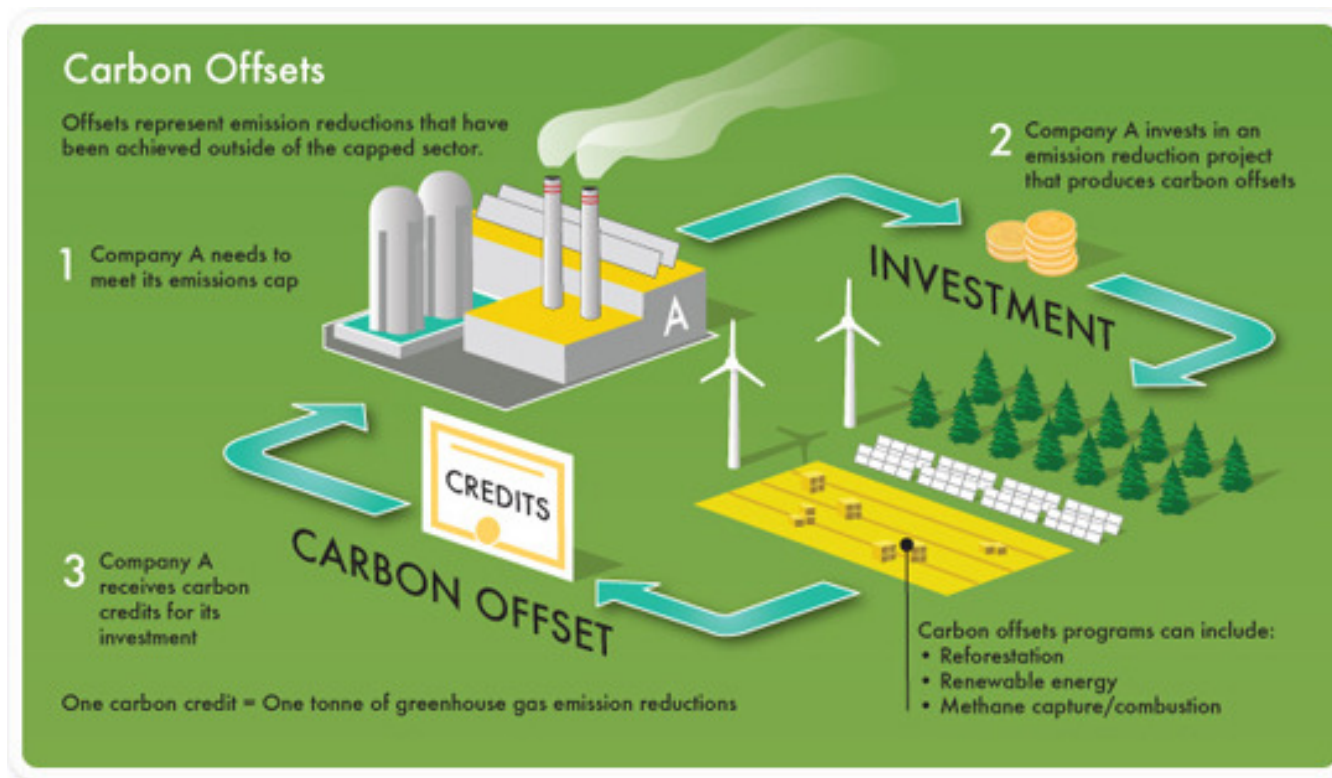 Carbon Offsets
Offsets represent emission reductions that have
been achieved outside of the capped sector.
1 Company A needs to
meet its emissions cap
A
2 Company A invests in an
emission reduction project
that produces carbon offsets
INVESTMENT
CREDITS
CARBON OFFSET
3 Company A
receives carbon
credits for its
investment
Carbon offsets programs can include:
• Reforestation
• Renewable energy
• Methane capture/combustion
One carbon credit = One tonne of greenhouse gas emission reductions